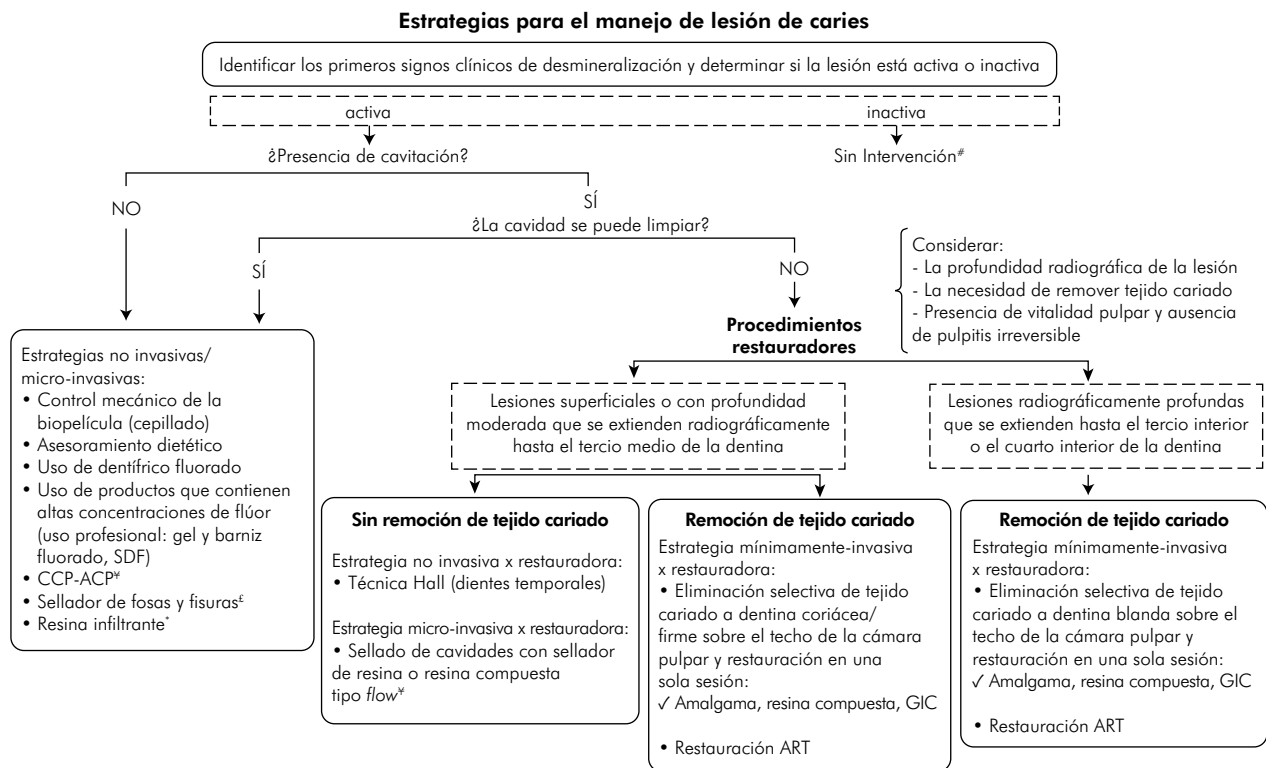 Estrategias para el manejo de lesión de caries
Identificar los primeros signos clínicos de desmineralización y determinar si la lesión está activa o inactiva
activa
inactiva
¿Presencia de cavitación?
Sin Intervención#
NO
SÍ
¿La cavidad se puede limpiar?
SÍ
NO
Considerar:
- La profundidad radiográfica de la lesión
- La necesidad de remover tejido cariado
- Presencia de vitalidad pulpar y ausencia
de pulpitis irreversible
Procedimientos
restauradores
Estrategias no invasivas/
micro-invasivas:
• Control mecánico de la
biopelícula (cepillado)
• Asesoramiento dietético
• Uso de dentífrico fluorado
• Uso de productos que contienen
altas concentraciones de flúor
(uso profesional: gel y barniz
fluorado, SDF)
• CCP-ACP¥
• Sellador de fosas y fisuras£
• Resina infiltrante*
Lesiones superficiales o con profundidad
moderada que se extienden radiográficamente
hasta el tercio medio de la dentina
Lesiones radiográficamente profundas
que se extienden hasta el tercio interior
o el cuarto interior de la dentina
Sin remoción de tejido cariado
Estrategia no invasiva x restauradora:
• Técnica Hall (dientes temporales)
Estrategia micro-invasiva x restauradora:
• Sellado de cavidades con sellador
de resina o resina compuesta
tipo flow¥
Remoción de tejido cariado
Estrategia mínimamente-invasiva
x restauradora:
• Eliminación selectiva de tejido
cariado a dentina coriácea/
firme sobre el techo de la cámara
pulpar y restauración en una
sola sesión:
✓ Amalgama, resina compuesta, GIC
• Restauración ART
Remoción de tejido cariado
Estrategia mínimamente-invasiva
x restauradora:
• Eliminación selectiva de tejido
cariado a dentina blanda sobre el
techo de la cámara pulpar y
restauración en una sola sesión:
✓ Amalgama, resina compuesta, GIC
• Restauración ART